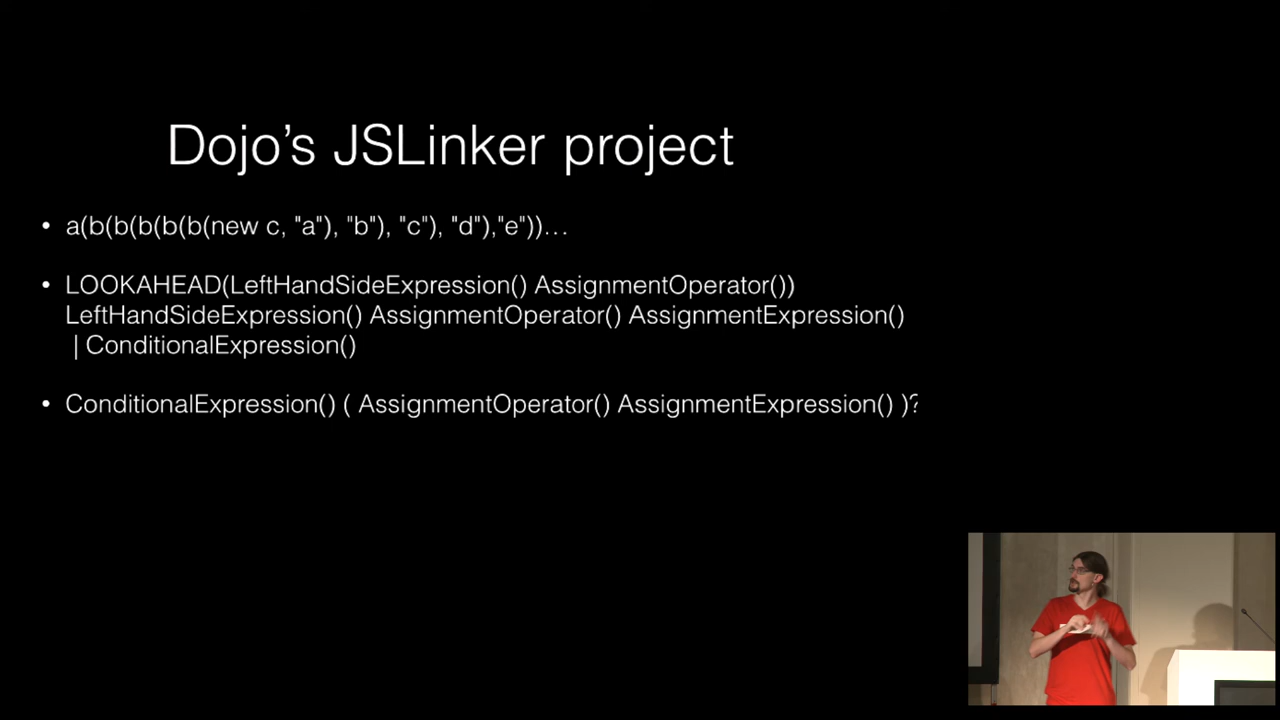 Dojo’s JSLinker project
• a(b(b(b(b(b(new c, "a"), "b"), "c"), "d"),"e"))…
• LOOKAHEAD(LeftHandSideExpression() AssignmentOperator())
LeftHandSideExpression() AssignmentOperator() AssignmentExpression()
| ConditionalExpression()
• ConditionalExpression() ( AssignmentOperator() AssignmentExpression() )?